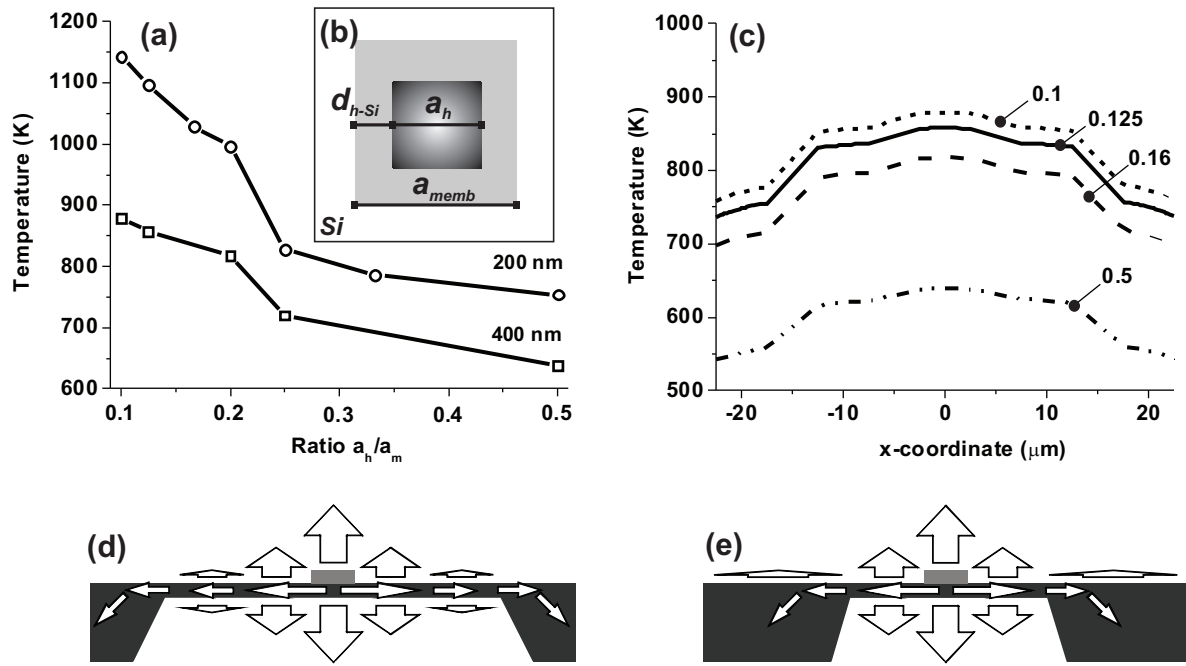 (a)
1200
1100
1000
900
800
700
600
Temperature (K)
0.1
0.2
0.3
0.4
0.5
Ratio a_h/a_m
200 nm
400 nm
(b)
d_h-Si
a_h
a_memb
Si
(c)
1000
900
800
700
600
500
Temperature (K)
-20
-10
0
10
20
x-coordinate (μm)
0.1
0.125
0.16
0.5
(d)
(e)